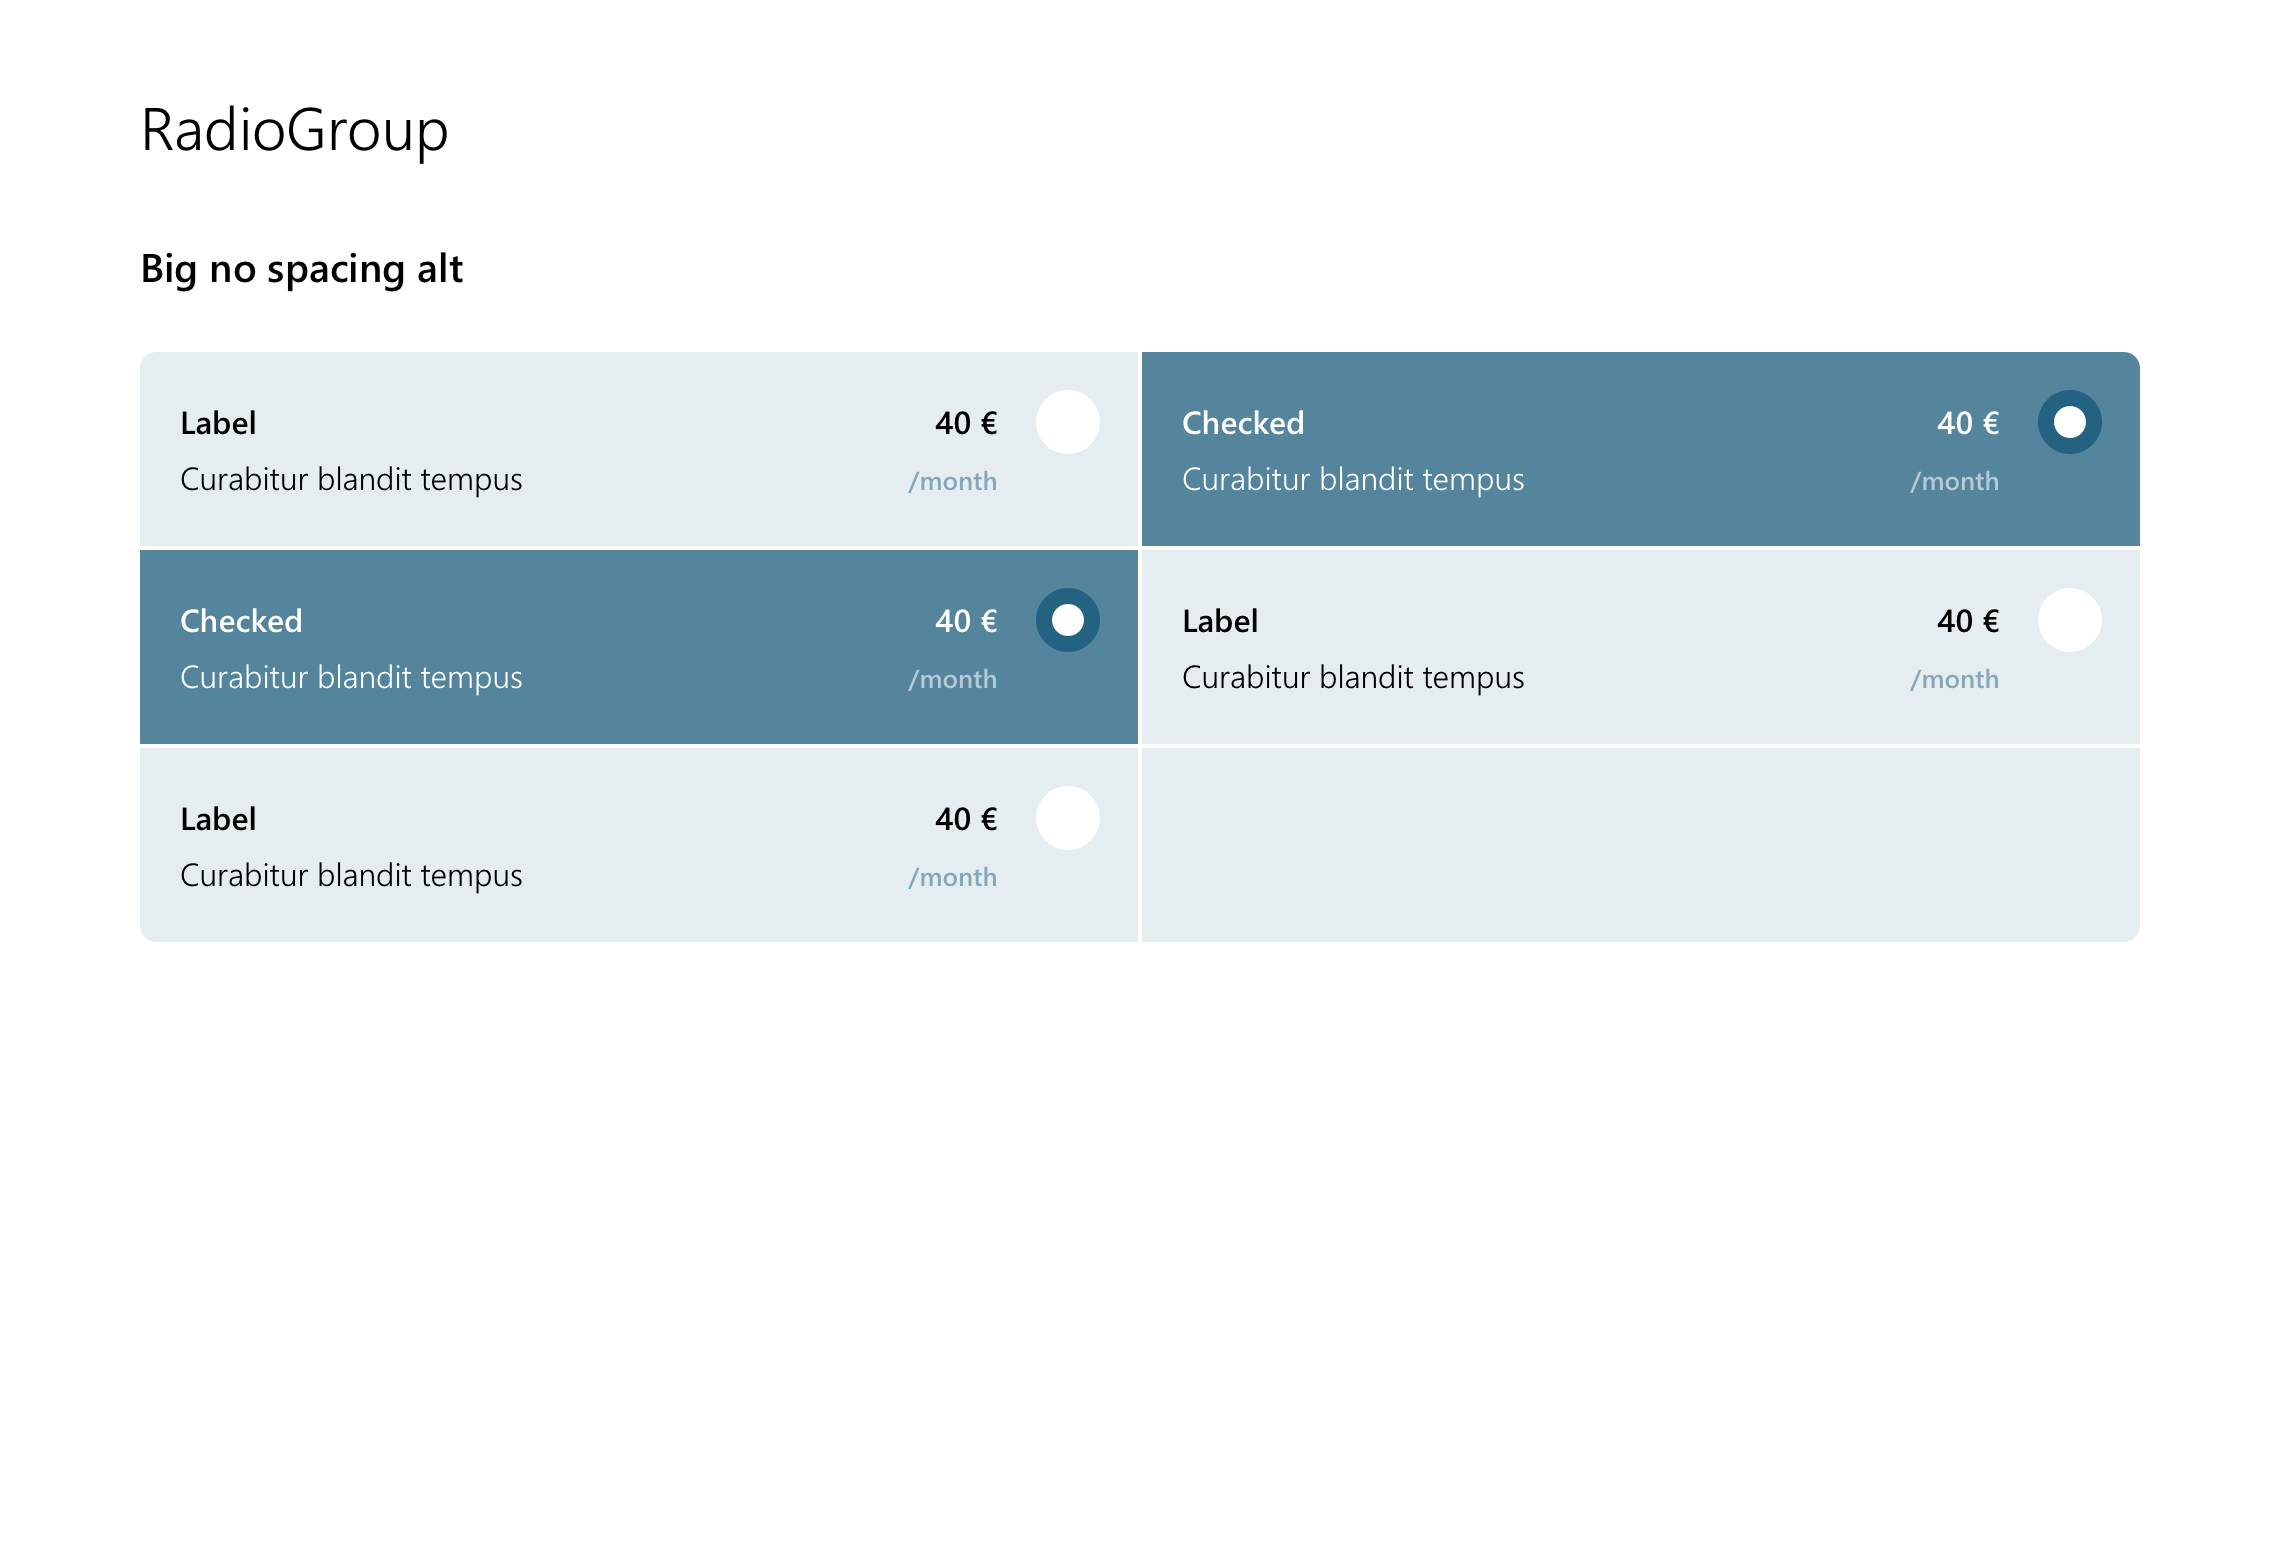 RadioGroup
Big no spacing alt
Label 40 €
Curabitur blandit tempus /month
Checked 40 €
Curabitur blandit tempus /month
Checked 40 €
Curabitur blandit tempus /month
Label 40 €
Curabitur blandit tempus /month
Label 40 €
Curabitur blandit tempus /month